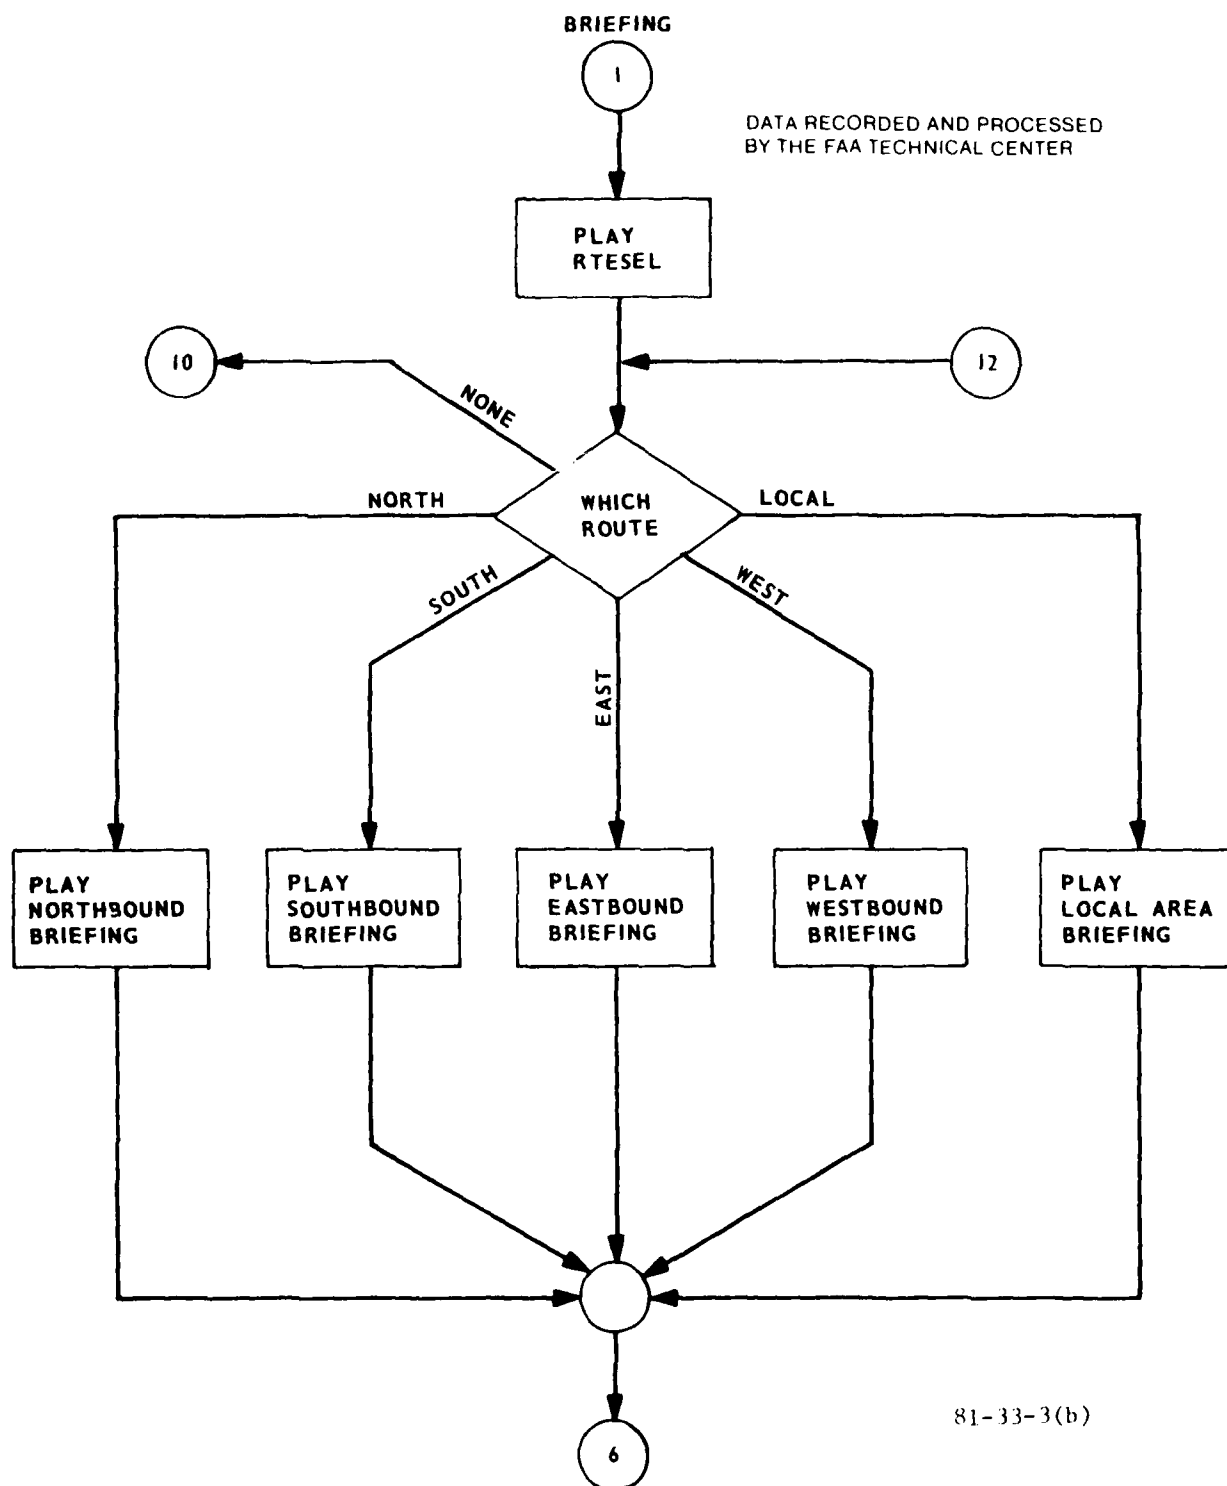 BRIEFING
1
DATA RECORDED AND PROCESSED
BY THE FAA TECHNICAL CENTER
PLAY
RTESEL
10
12
NONE
NORTH
WHICH
ROUTE
LOCAL
SOUTH
WEST
EAST
PLAY
NORTHBOUND
BRIEFING
PLAY
SOUTHBOUND
BRIEFING
PLAY
EASTBOUND
BRIEFING
PLAY
WESTBOUND
BRIEFING
PLAY
LOCAL AREA
BRIEFING
81-33-3(b)
6